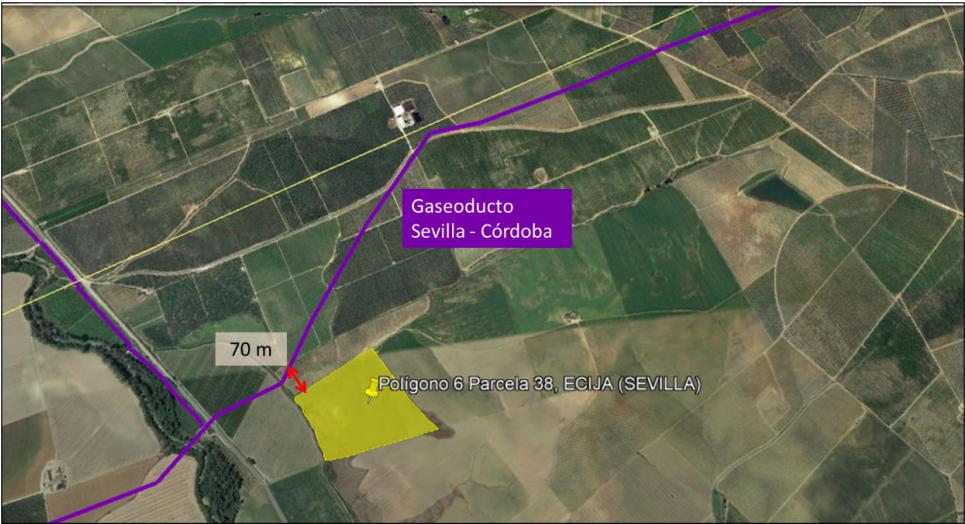 Gaseoducto
Sevilla - Córdoba
70 m
Polígono 6 Parcela 38, ECIJA (SEVILLA)